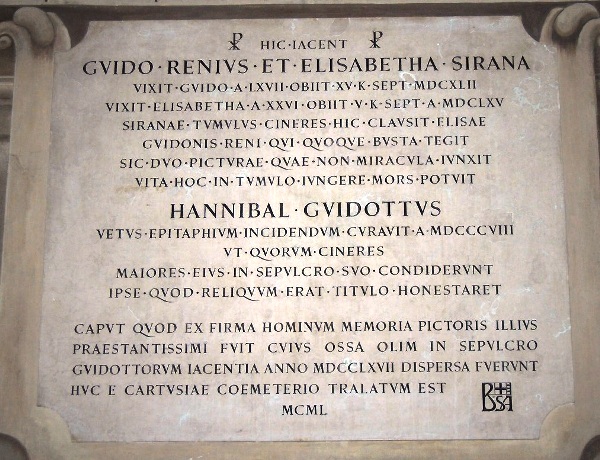 ☧ HIC·IACENT ☧
GVIDO·RENIVS·ET·ELISABETHA·SIRANA
VIXIT·GVIDO·A·LXVII·OBIIT·XV·K·SEPT·MDCXLII
VIXIT·ELISABETHA·A·XXVI·OBIIT·V·K·SEPT·A·MDCLXV
SIRANAE·TVMVLVS·CINERES·HIC·CLAVSIT·ELISAE
GVIDONIS·RENI·QVI·QVOQVE·BVSTA·TEGIT
SIC·DVO·PICTVRAE·QVAE·NON·MIRACVLA·IVNXIT
VITA·HOC·IN·TVMVLO·IVNGERE·MORS·POTVIT
HANNIBAL·GVIDOTTVS
VETVS·EPITAPHIVM·INCIDENDVM·CVRAVIT·A·MDCCCVIII
VT·QVORVM·CINERES
MAIORES·EIVS·IN·SEPVLCRO·SVO·CONDIDERVNT
IPSE·QVOD·RELIQVVM·ERAT·TITVLO·HONESTARET
CAPVT QVOD EX FIRMA HOMINVM MEMORIA PICTORIS ILLIVS
PRAESTANTISSIMI FVIT CVIVS OSSA OLIM IN SEPVLCRO
GVIDOTTORVM IACENTIA ANNO MDCCLXVII DISPERSA FVERVNT
HVC E CARTVSIAE COEMETERIO TRALATVM EST
MCML
BSSA